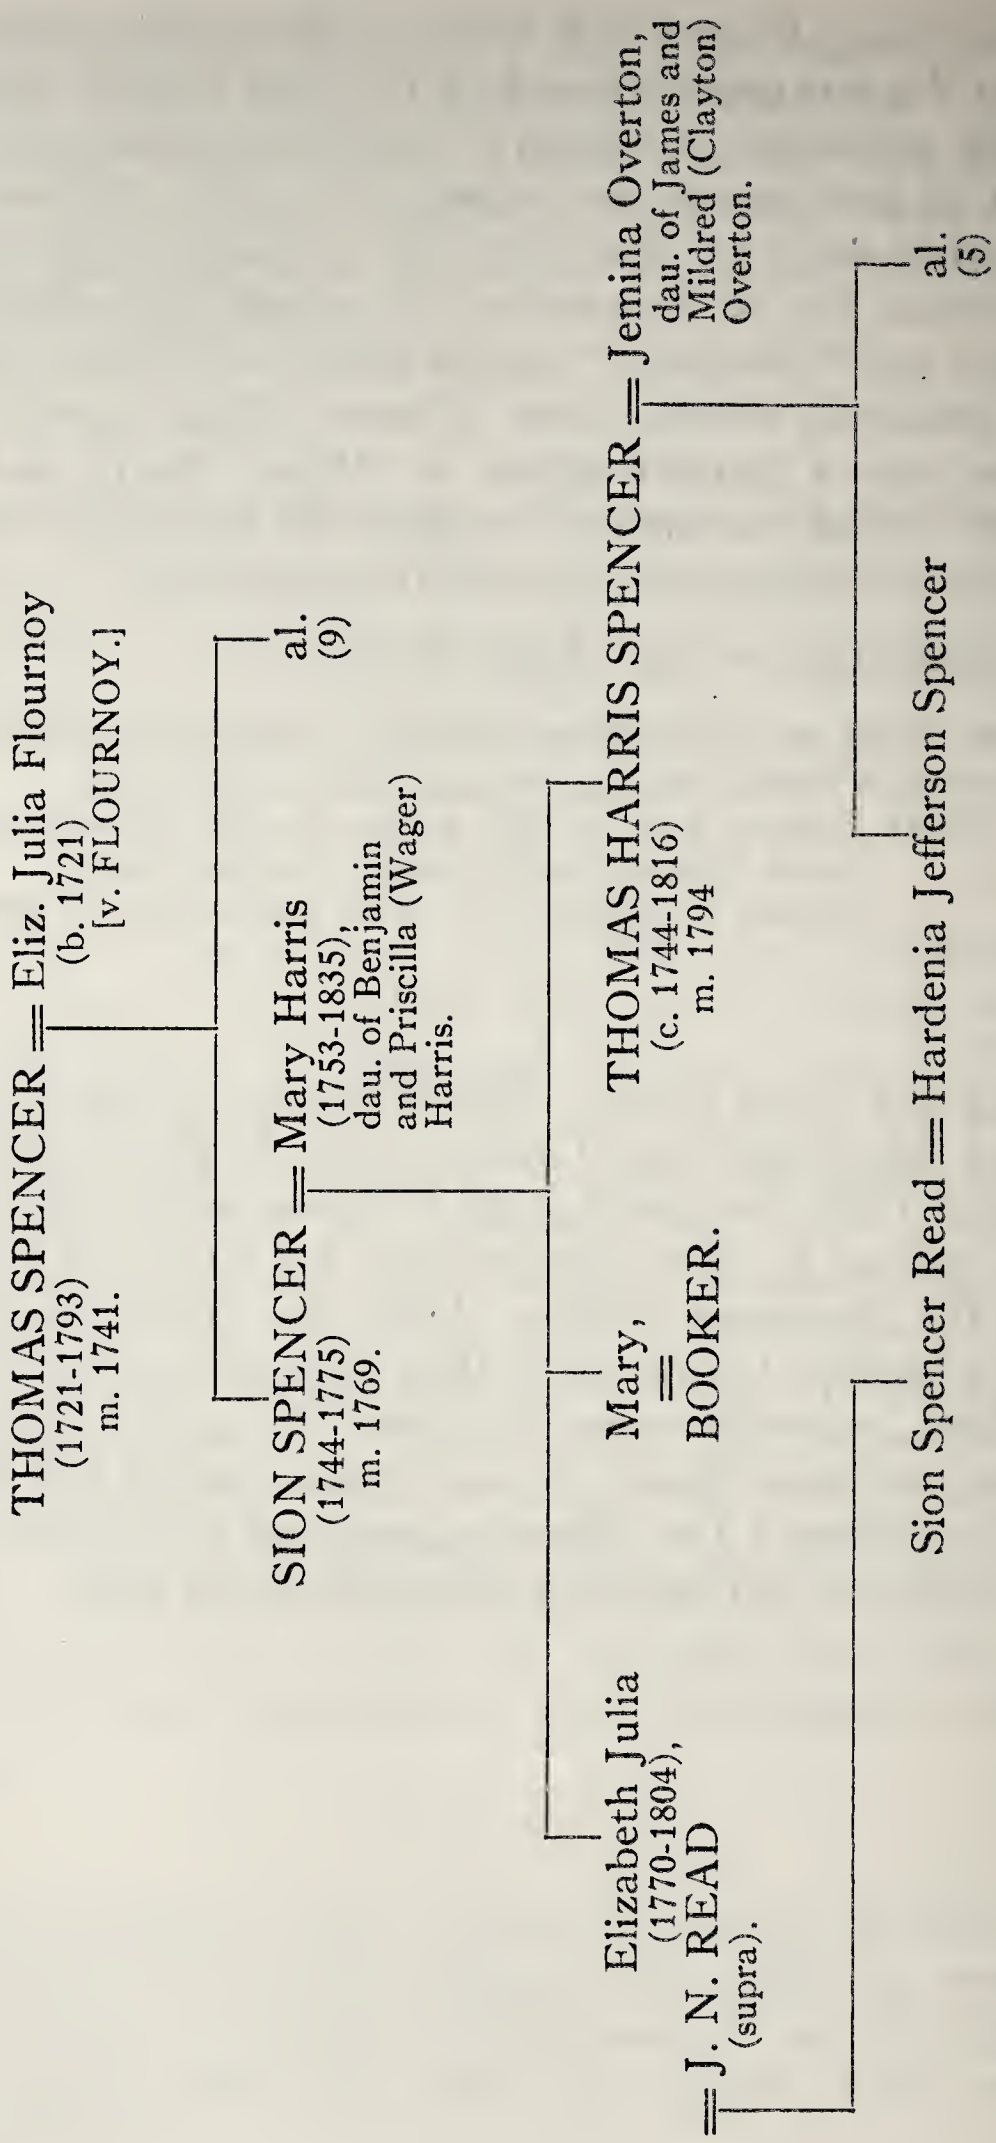 THOMAS SPENCER = Eliz. Julia Flournoy
(1721-1793)
m. 1741.
(b. 1721)
[v. FLOURNOY.]
SION SPENCER = Mary Harris
(1744-1775)
m. 1769.
(1753-1835),
dau. of Benjamin
and Priscilla (Wager)
Harris.
al.
(9)
Elizabeth Julia
(1770-1804),
= J. N. READ
(supra).
Mary,
=
BOOKER.
THOMAS HARRIS SPENCER = Jemina Overton,
(c. 1744-1816)
m. 1794
dau. of James and
Mildred (Clayton)
Overton.
Sion Spencer Read = Hardenia Jefferson Spencer
al.
(5)